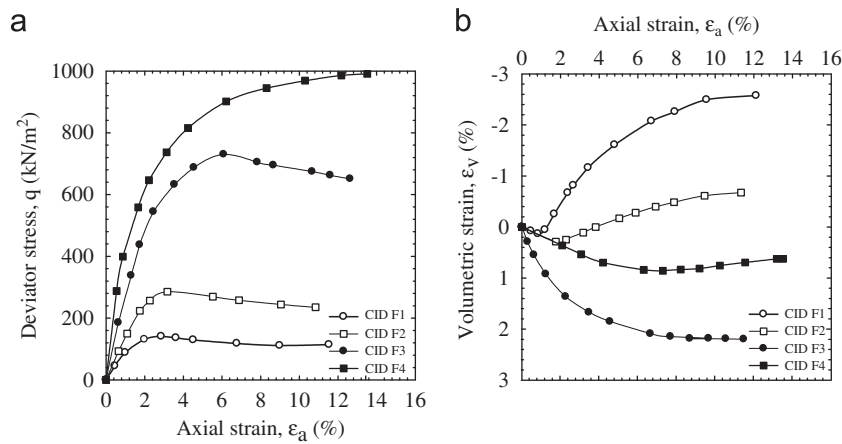 a
1000
800
600
400
200
0
0 2 4 6 8 10 12 14 16
Deviator stress, q (kN/m²)
Axial strain, εa (%)
CID F1
CID F2
CID F3
CID F4
b
Axial strain, εa (%)
0 2 4 6 8 10 12 14 16
-3
-2
-1
0
1
2
3
Volumetric strain, εV (%)
CID F1
CID F2
CID F3
CID F4